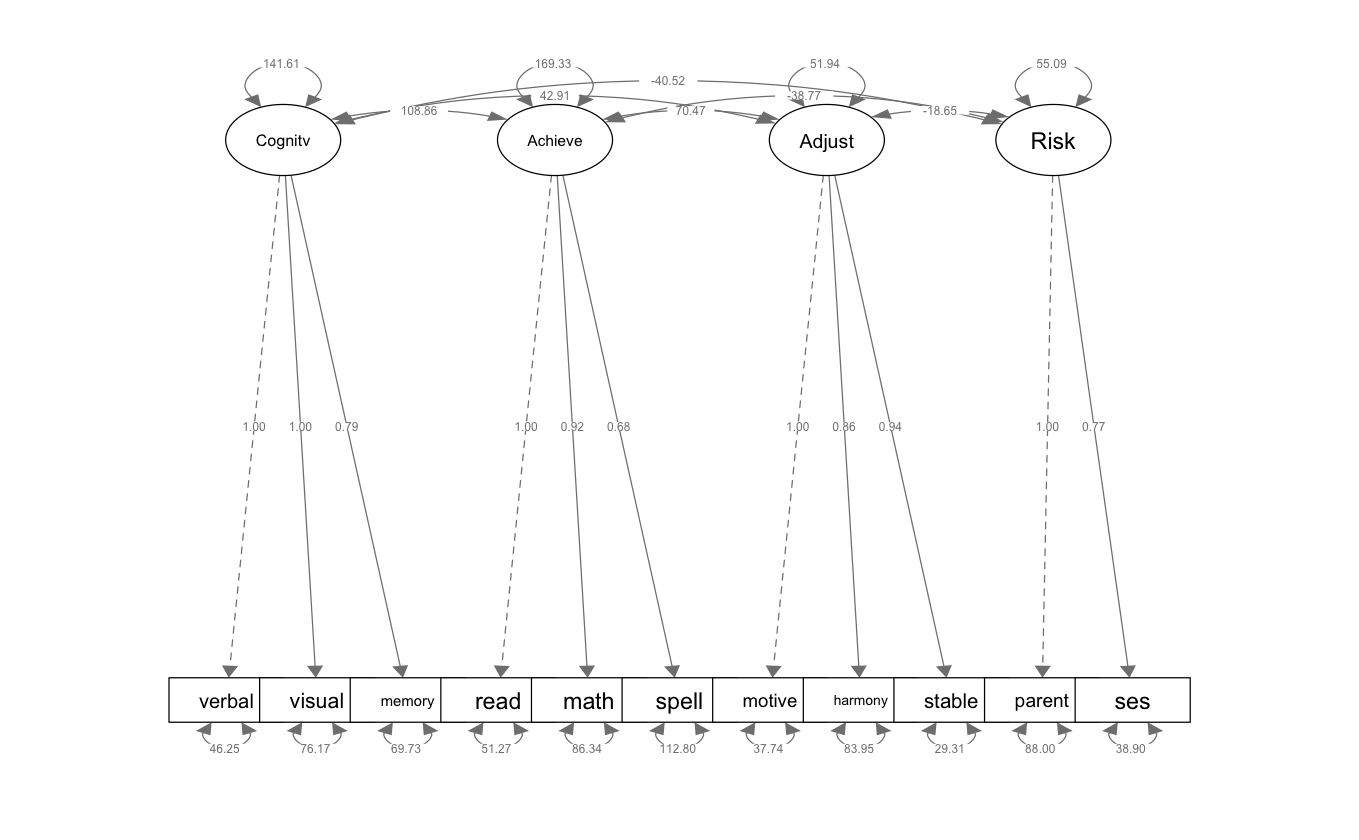 141.61 169.33 51.94 55.09
-40.52
42.91 -38.77
108.86 70.47 -18.65
Cognitv Achieve Adjust Risk
1.00 1.00 0.79 1.00 0.92 0.68 1.00 0.86 0.94 1.00 0.77
verbal visual memory read math spell motive harmony stable parent ses
46.25 76.17 69.73 51.27 86.34 112.80 37.74 83.95 29.31 88.00 38.90